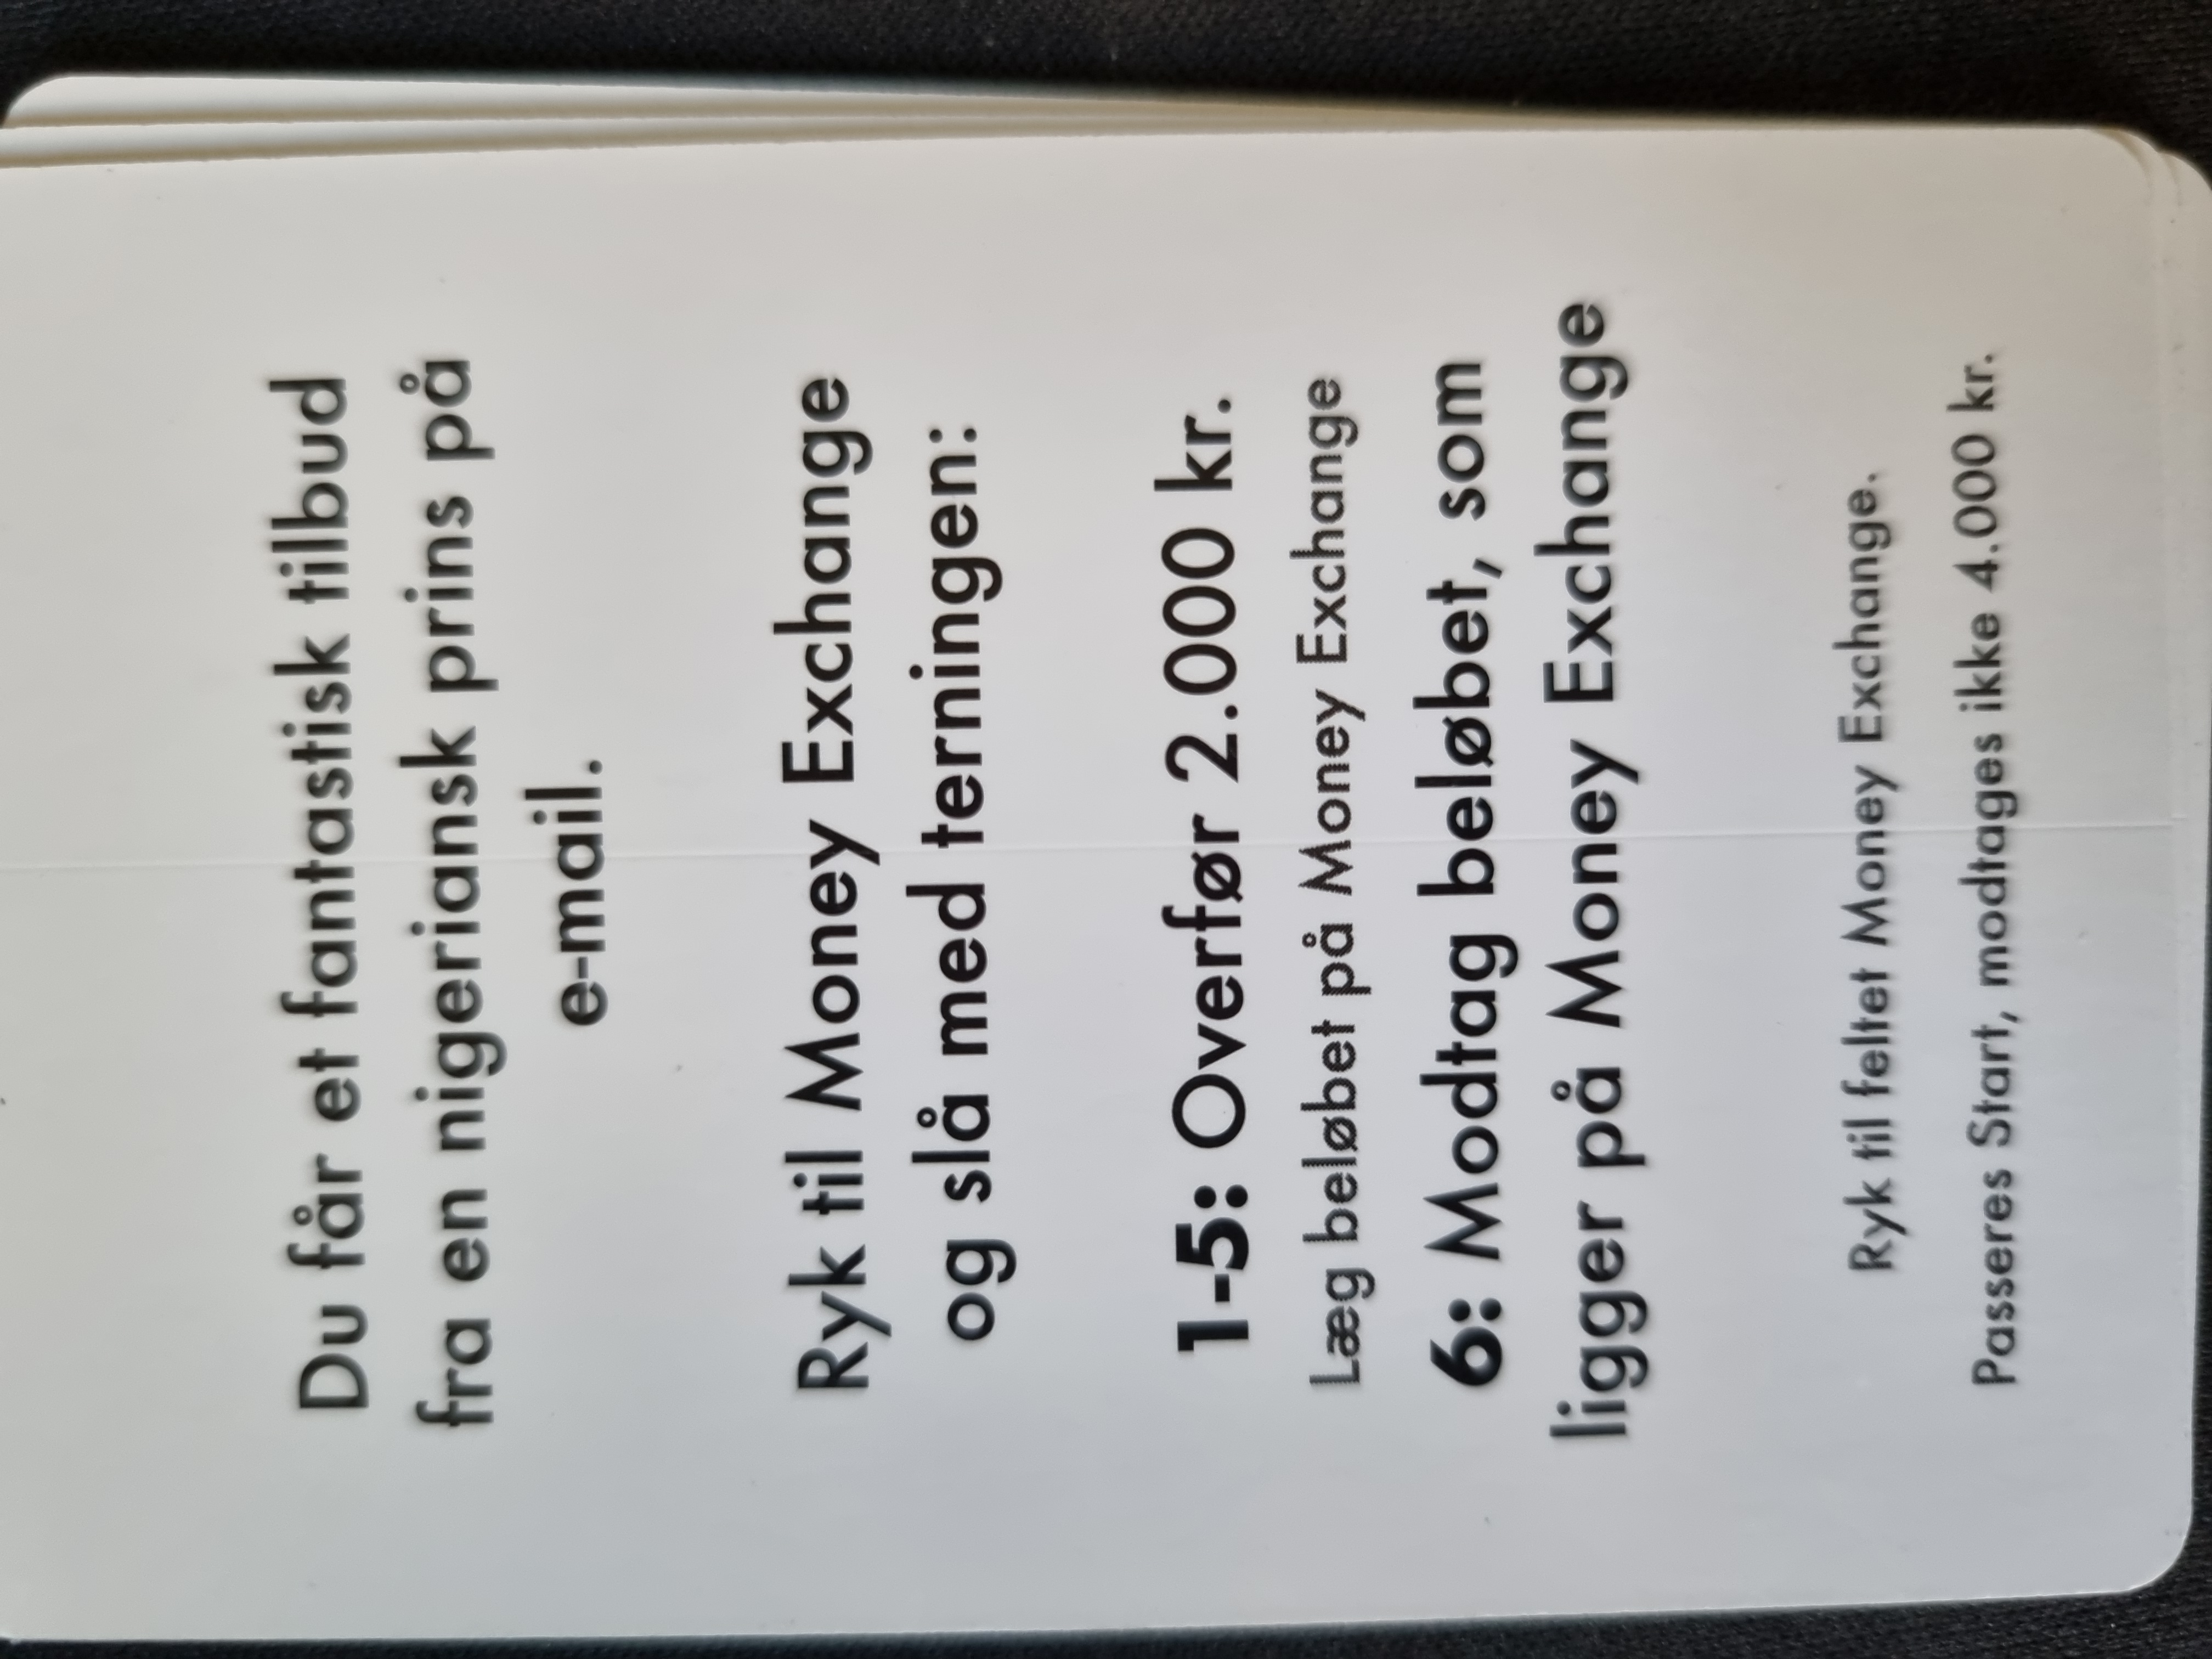 Du får et fantastisk tilbud
fra en nigeriansk prins på
e-mail.
Ryk til Money Exchange
og slå med terningen:
1-5: Overfør 2.000 kr.
Læg beløbet på Money Exchange
6: Modtag beløbet, som
ligger på Money Exchange
Ryk til feltet Money Exchange.
Passeres Start, modtages ikke 4.000 kr.